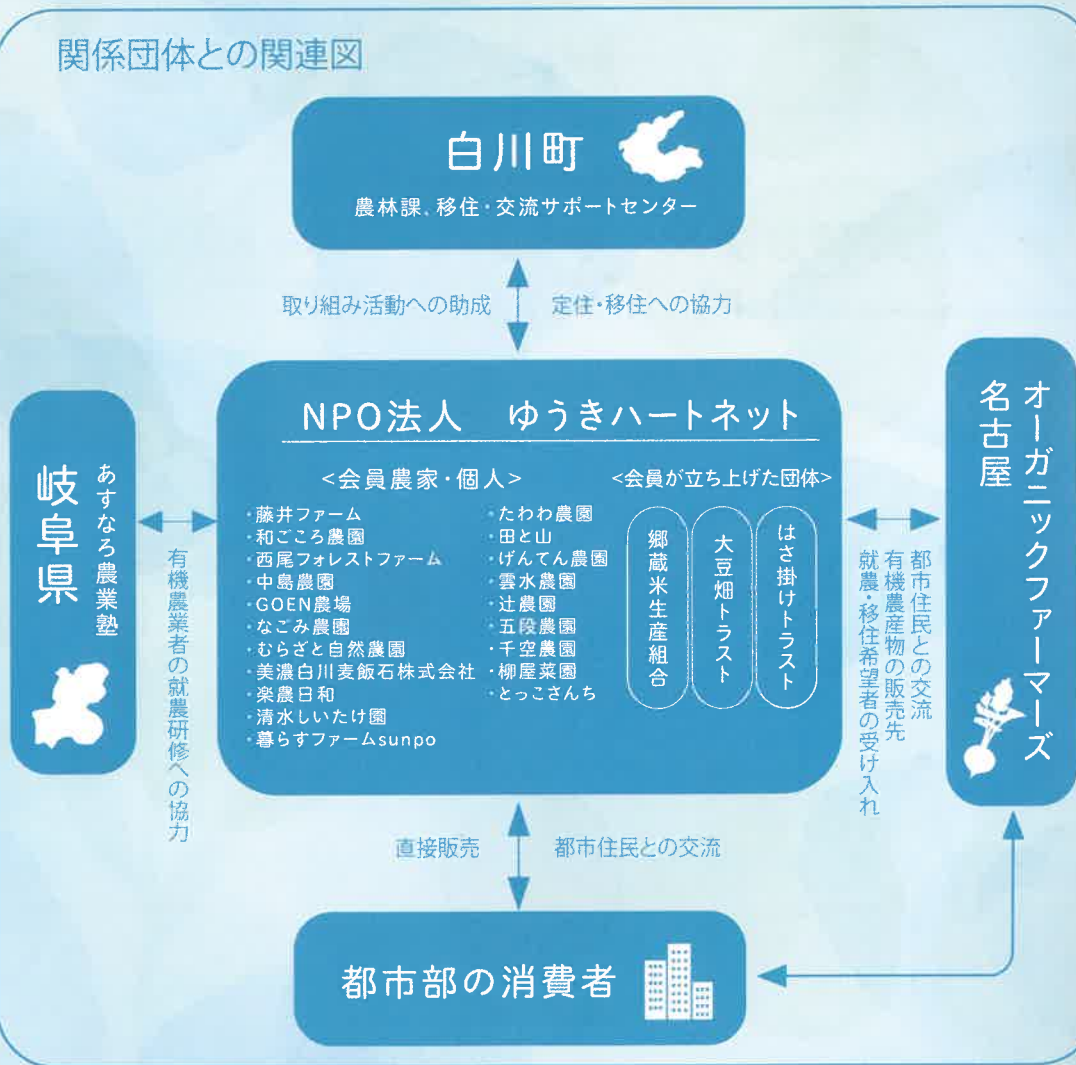 関係団体との関連図
白川町
農林課、移住・交流サポートセンター
取り組み活動への助成
定住・移住への協力
NPO法人　ゆうきハートネット
<会員農家・個人>
・藤井ファーム
・和ごころ農園
・西尾フォレストファーム
・中島農園
・GOEN農場
・なごみ農園
・むらざと自然農園
・美濃白川麦飯石株式会社
・楽農日和
・清水しいたけ園
・暮らすファームsunpo
・たわわ農園
・田と山
・げんてん農園
・雲水農園
・辻農園
・五段農園
・千空農園
・柳屋菜園
・とっこさんち
<会員が立ち上げた団体>
郷蔵米生産組合
大豆畑トラスト
はさ掛けトラスト
岐阜県
あすなろ農業塾
有機農業者の就農研修への協力
オーガニックファーマーズ
名古屋
都市住民との交流
有機農産物の販売先
就農・移住希望者の受け入れ
直接販売
都市住民との交流
都市部の消費者